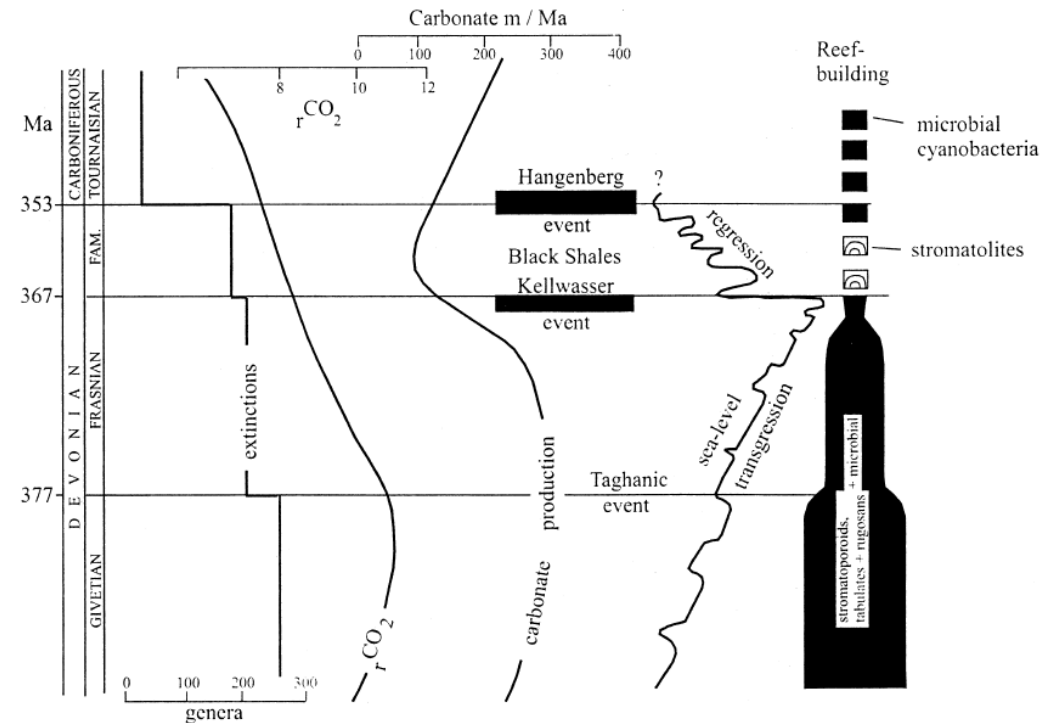 Carbonate m / Ma
0 100 300 400
8 10 12
rCO2
Reef-
building
Ma
CARBONIFEROUS
TOURNAISIAN
microbial
cyanobacteria
Hangenberg
event
?
353
FAM.
regression
Black Shales
stromatolites
Kellwasser
event
367
DEVONIAN
FRASNIAN
extinctions
sea-level
transgression
+ microbial
377
Taghanic
event
production
carbonate
stromatoporoids,
tabulates + rugosans
GIVETIAN
rCO2
0 100 200 300
genera